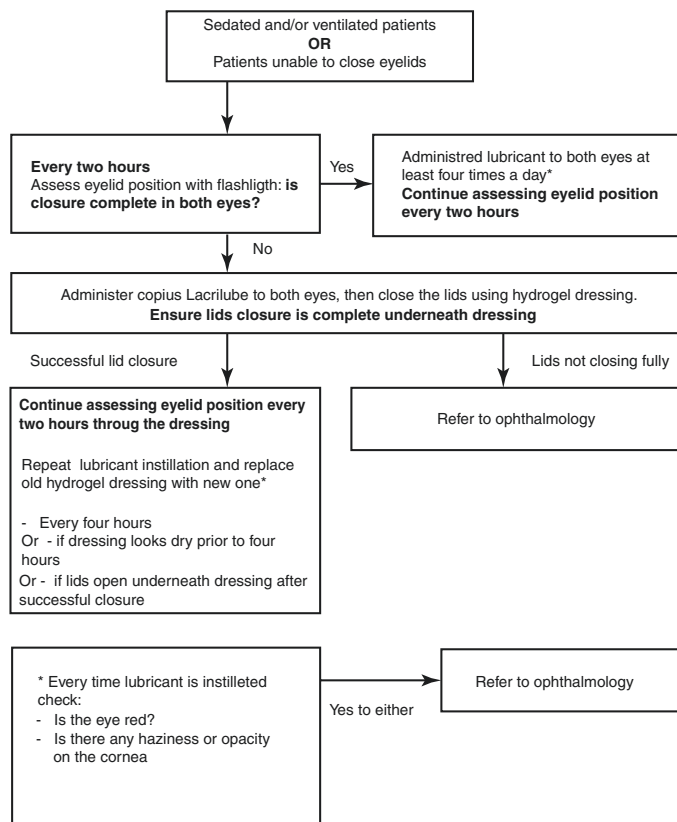 Sedated and/or ventilated patients
OR
Patients unable to close eyelids
Every two hours
Assess eyelid position with flashligth: is
closure complete in both eyes?
Yes
Administred lubricant to both eyes at
least four times a day*
Continue assessing eyelid position
every two hours
No
Administer copius Lacrilube to both eyes, then close the lids using hydrogel dressing.
Ensure lids closure is complete underneath dressing
Successful lid closure
Lids not closing fully
Continue assessing eyelid position every
two hours throug the dressing
Repeat lubricant instillation and replace
old hydrogel dressing with new one*
- Every four hours
Or - if dressing looks dry prior to four
hours
Or - if lids open underneath dressing after
successful closure
Refer to ophthalmology
* Every time lubricant is instilleted
check:
- Is the eye red?
- Is there any haziness or opacity
on the cornea
Yes to either
Refer to ophthalmology